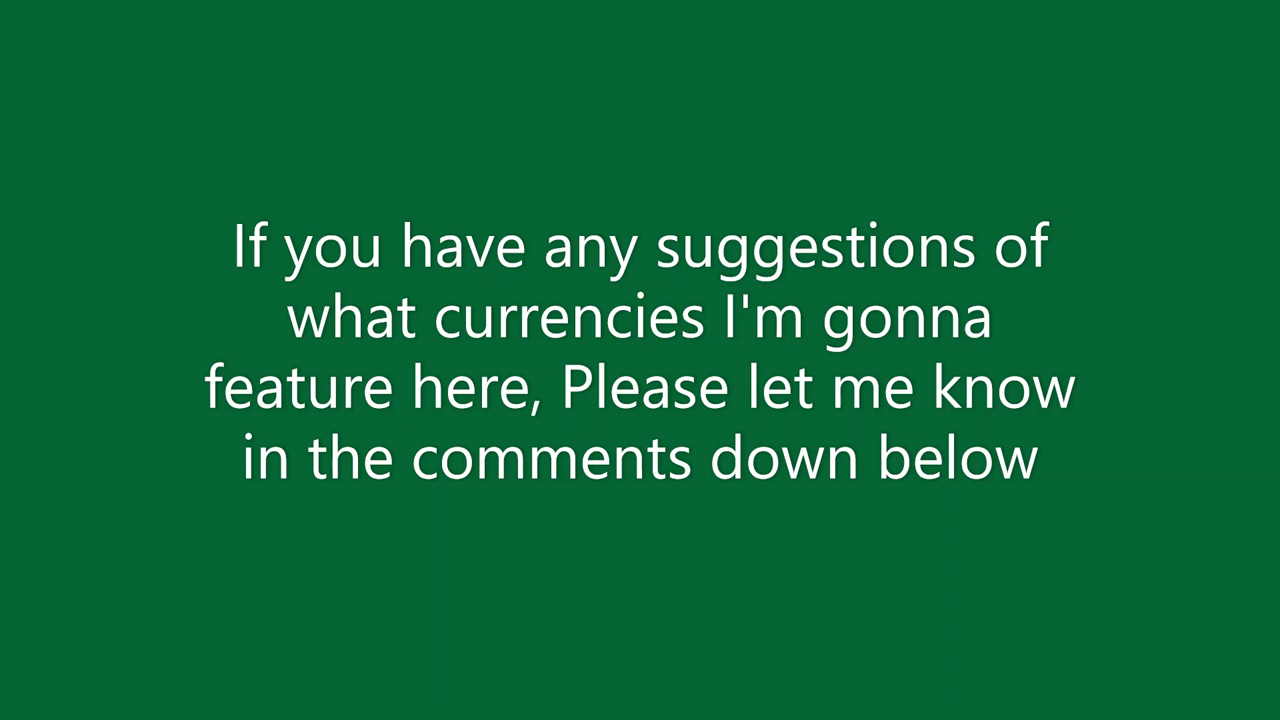 If you have any suggestions of
what currencies I'm gonna
feature here, Please let me know
in the comments down below